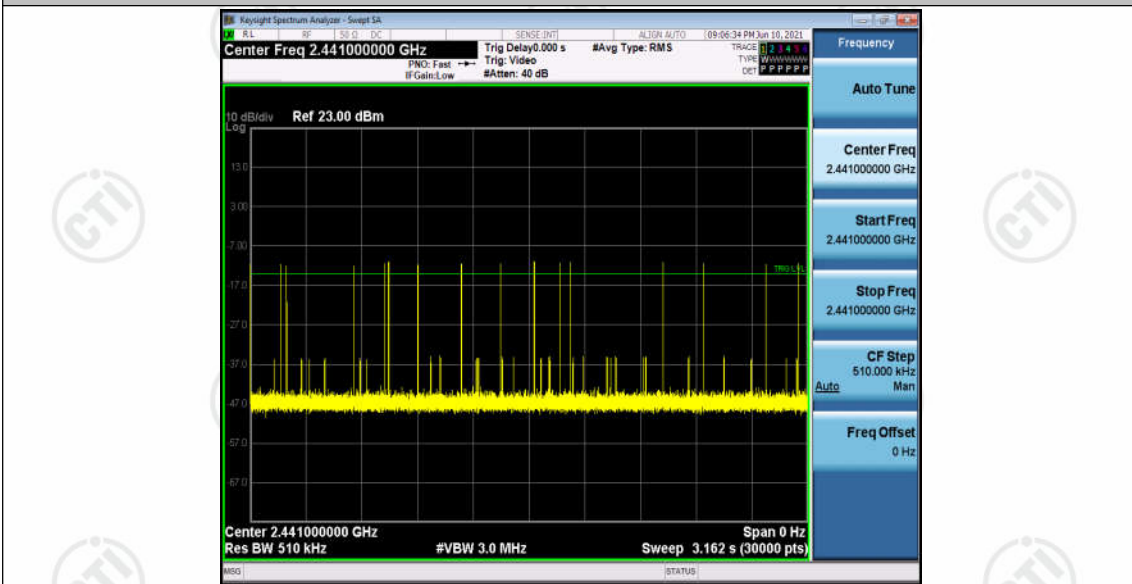 Keysight Spectrum Analyzer - Swept SA
RL RF 50 Ω DC SENSE:INT ALIGN AUTO 09:06:34 PM Jun 10, 2021
Center Freq 2.441000000 GHz
PNO: Fast
IFGain:Low
Trig Delay0.000 s
Trig: Video
#Atten: 40 dB
#Avg Type: RMS
TRACE 1 2 3 4 5 6
TYPE WWWWWW
DET P P P P P P
10 dB/div
Log
Ref 23.00 dBm
13.0
3.00
-7.00
-17.0
-27.0
-37.0
-47.0
-57.0
-67.0
TRIG LVL
Center 2.441000000 GHz
Span 0 Hz
Res BW 510 kHz
#VBW 3.0 MHz
Sweep 3.162 s (30000 pts)
MSG
STATUS
Frequency
Auto Tune
Center Freq
2.441000000 GHz
Start Freq
2.441000000 GHz
Stop Freq
2.441000000 GHz
CF Step
510.000 kHz
Auto Man
Freq Offset
0 Hz
CTI
CTI